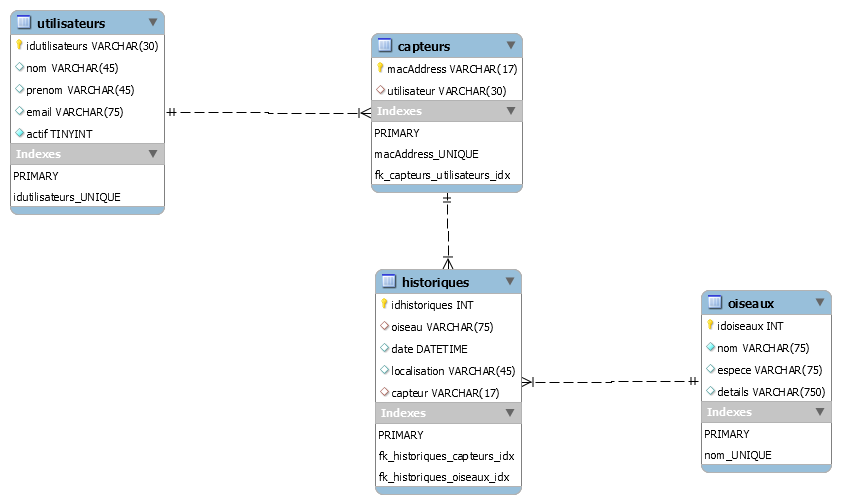 utilisateurs
idutilisateurs VARCHAR(30)
nom VARCHAR(45)
prenom VARCHAR(45)
email VARCHAR(75)
actif TINYINT
Indexes
PRIMARY
idutilisateurs_UNIQUE
capteurs
macAddress VARCHAR(17)
utilisateur VARCHAR(30)
Indexes
PRIMARY
macAddress_UNIQUE
fk_capteurs_utilisateurs_idx
historiques
idhistoriques INT
oiseau VARCHAR(75)
date DATETIME
localisation VARCHAR(45)
capteur VARCHAR(17)
Indexes
PRIMARY
fk_historiques_capteurs_idx
fk_historiques_oiseaux_idx
oiseaux
idoiseaux INT
nom VARCHAR(75)
espece VARCHAR(75)
details VARCHAR(750)
Indexes
PRIMARY
nom_UNIQUE